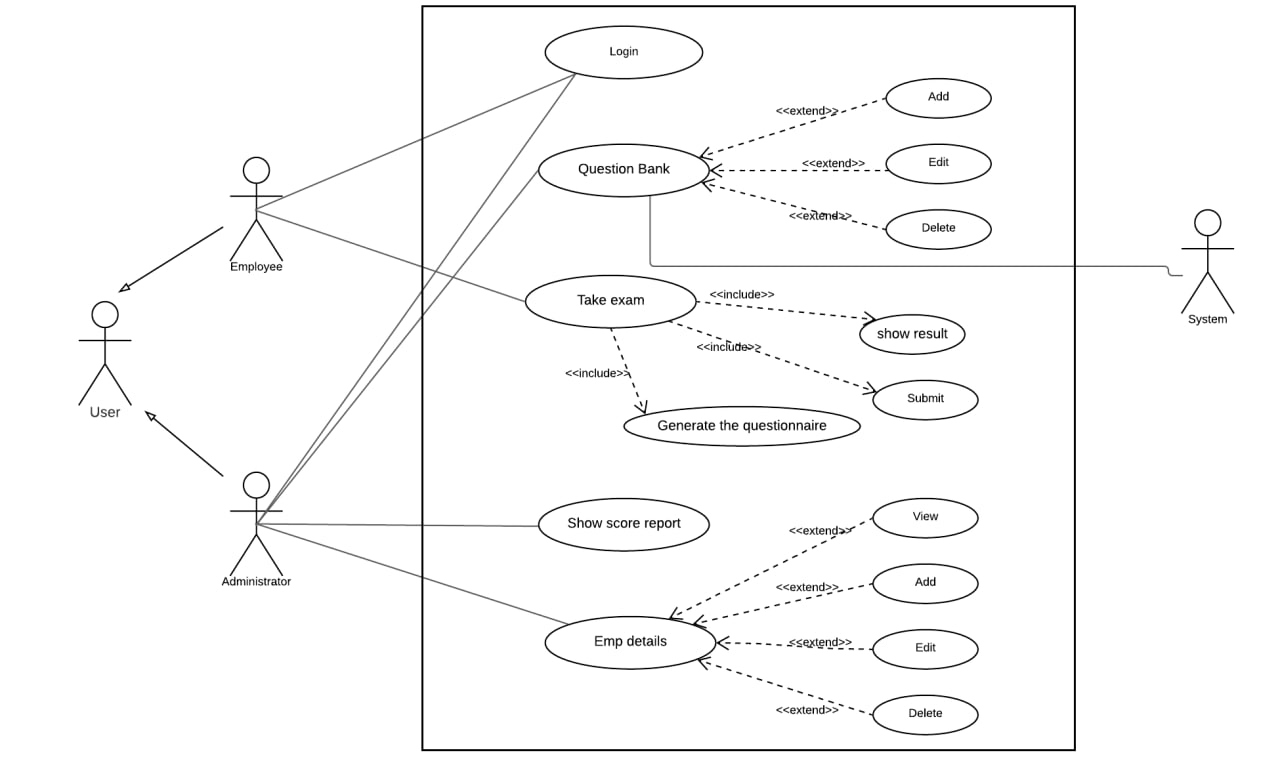 Login
Add
<<extend>>
Question Bank
<<extend>>
Edit
<<extend>>
Delete
Employee
System
Take exam
<<include>>
show result
<<include>>
Submit
<<include>>
Generate the questionnaire
User
Show score report
View
<<extend>>
Administrator
Add
<<extend>>
Emp details
<<extend>>
Edit
<<extend>>
Delete